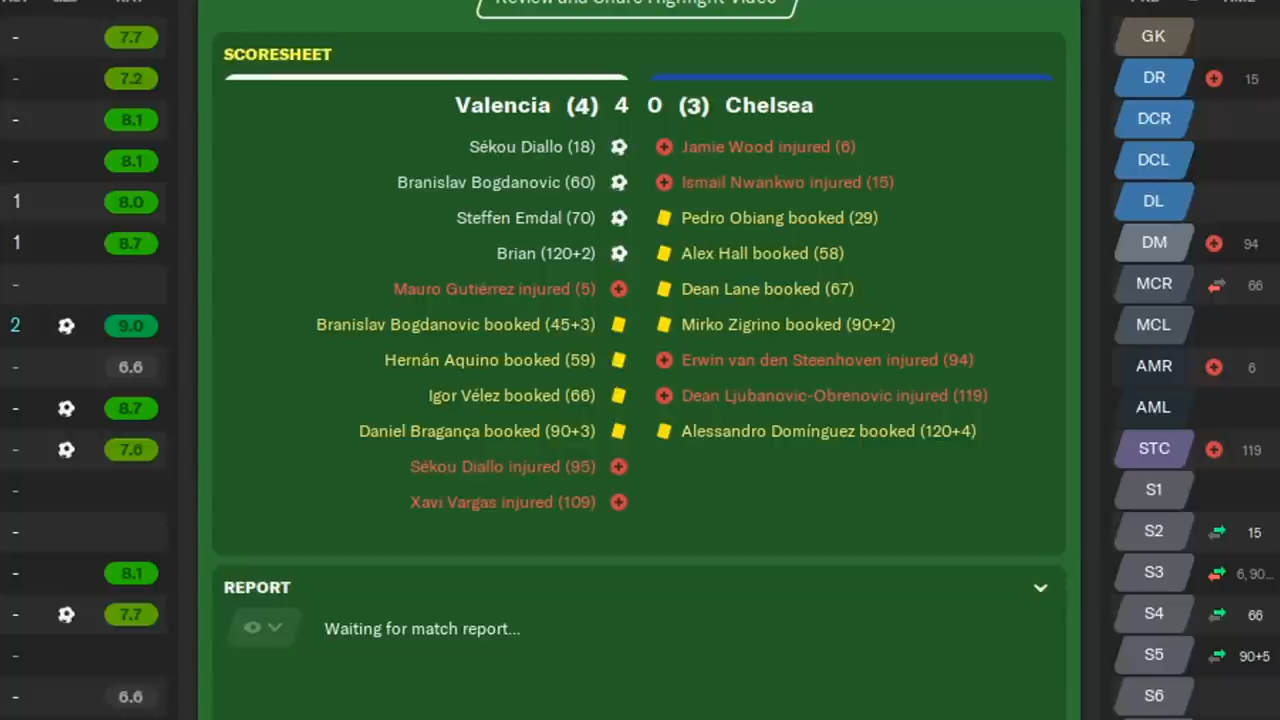 Review and Share Highlight Video
SCORESHEET
Valencia (4) 4 0 (3) Chelsea
Sékou Diallo (18) Jamie Wood injured (6)
Branislav Bogdanovic (60) Ismail Nwankwo injured (15)
Steffen Emdal (70) Pedro Obiang booked (29)
Brian (120+2) Alex Hall booked (58)
Mauro Gutiérrez injured (5) Dean Lane booked (67)
Branislav Bogdanovic booked (45+3) Mirko Zigrino booked (90+2)
Hernán Aquino booked (59) Erwin van den Steenhoven injured (94)
Igor Vélez booked (66) Dean Ljubanovic-Obrenovic injured (119)
Daniel Bragança booked (90+3) Alessandro Domínguez booked (120+4)
Sékou Diallo injured (95)
Xavi Vargas injured (109)
REPORT
Waiting for match report...
- 7.7
- 7.2
- 8.1
- 8.1
1 8.0
1 8.7
-
2 9.0
- 6.6
- 8.7
- 7.6
-
-
- 8.1
- 7.7
-
- 6.6
GK
DR 15
DCR
DCL
DL
DM 94
MCR 66
MCL
AMR 6
AML
STC 119
S1
S2 15
S3 6, 90...
S4 66
S5 90+5
S6